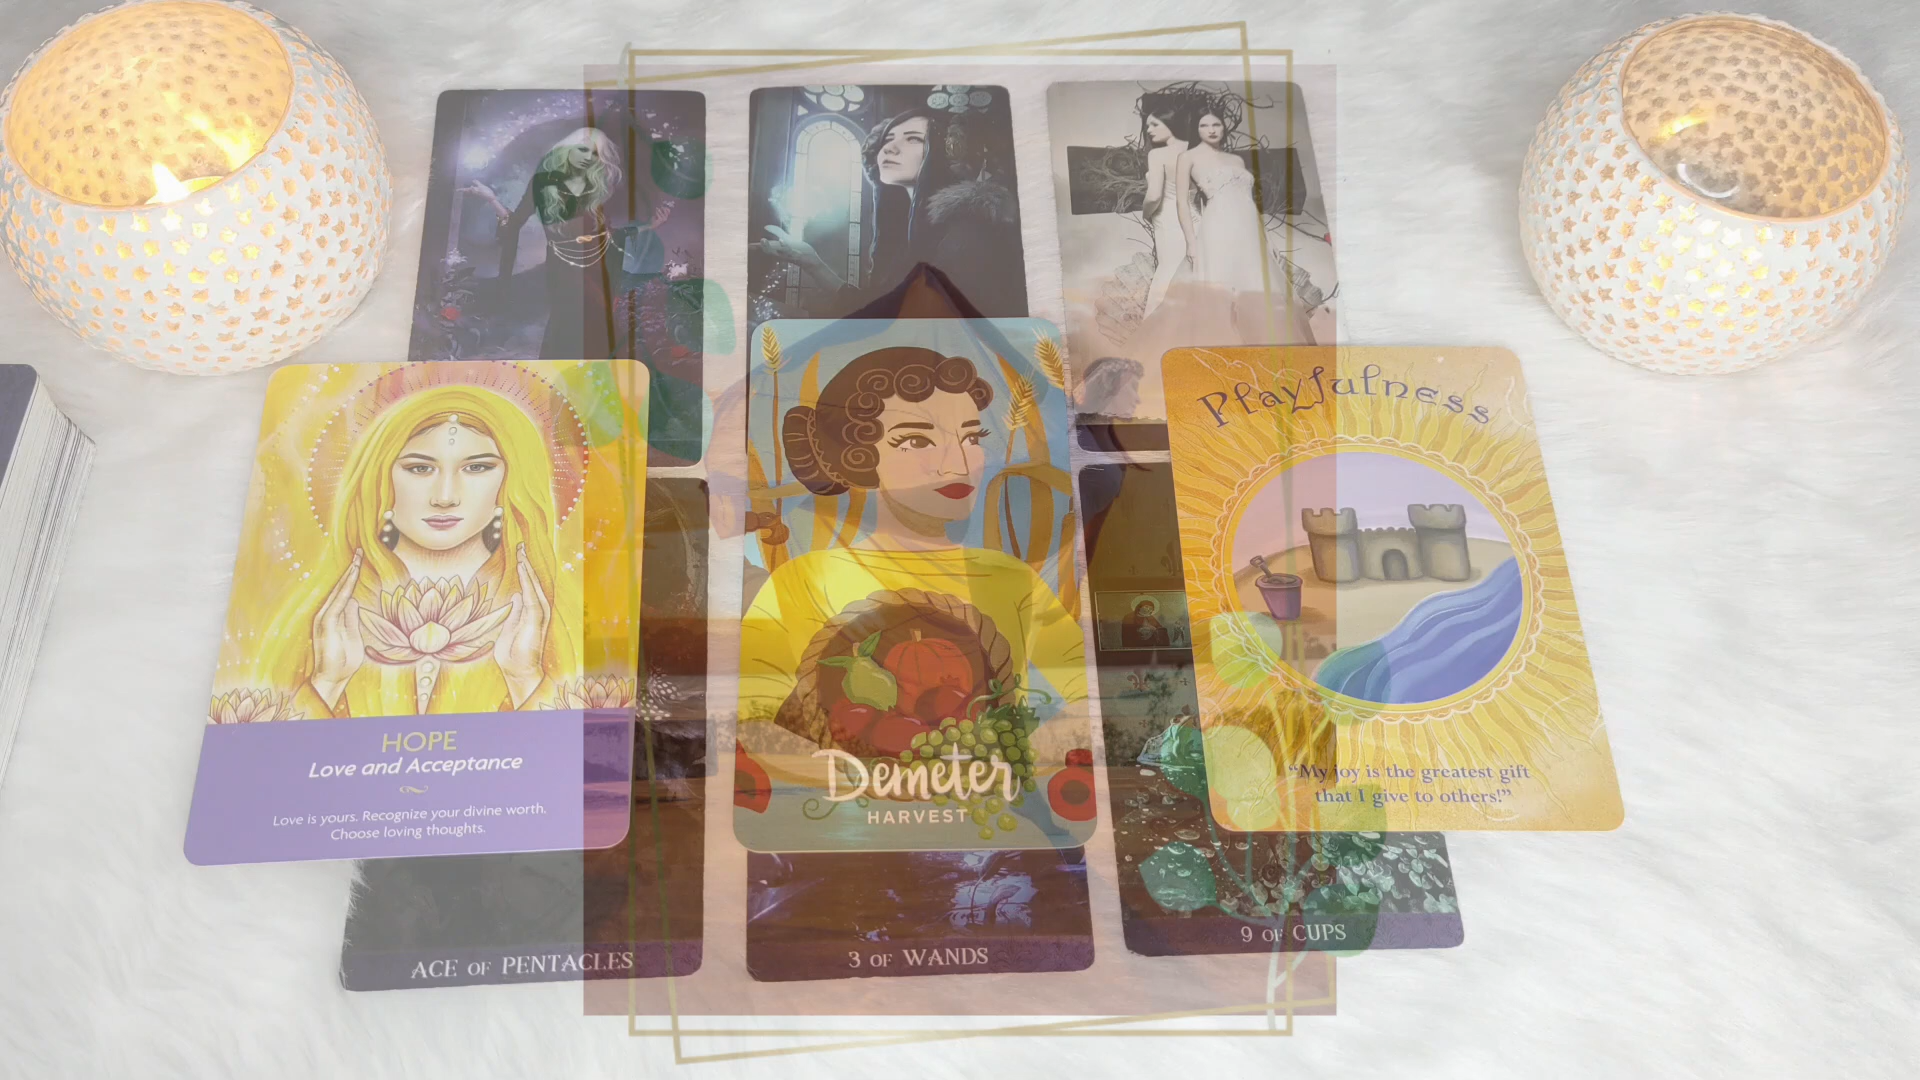 Playfulness
HOPE
Love and Acceptance
Love is yours. Recognize your divine worth.
Choose loving thoughts.
Demeter
HARVEST
"My joy is the greatest gift
that I give to others!"
ACE OF PENTACLES
3 OF WANDS
9 OF CUPS